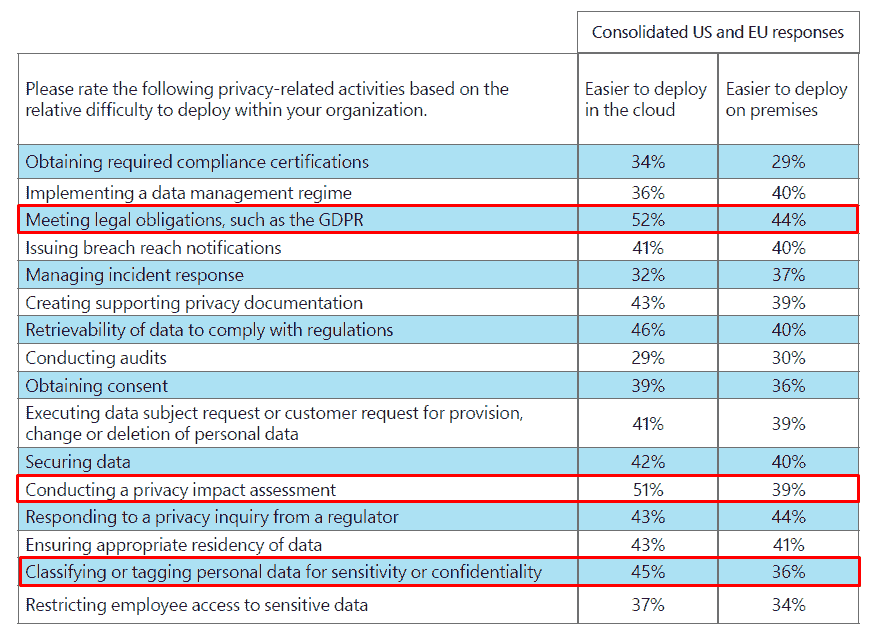 Consolidated US and EU responses
Please rate the following privacy-related activities based on the
relative difficulty to deploy within your organization.
Easier to deploy
in the cloud
Easier to deploy
on premises
Obtaining required compliance certifications 34% 29%
Implementing a data management regime 36% 40%
Meeting legal obligations, such as the GDPR 52% 44%
Issuing breach reach notifications 41% 40%
Managing incident response 32% 37%
Creating supporting privacy documentation 43% 39%
Retrievability of data to comply with regulations 46% 40%
Conducting audits 29% 30%
Obtaining consent 39% 36%
Executing data subject request or customer request for provision,
change or deletion of personal data 41% 39%
Securing data 42% 40%
Conducting a privacy impact assessment 51% 39%
Responding to a privacy inquiry from a regulator 43% 44%
Ensuring appropriate residency of data 43% 41%
Classifying or tagging personal data for sensitivity or confidentiality 45% 36%
Restricting employee access to sensitive data 37% 34%